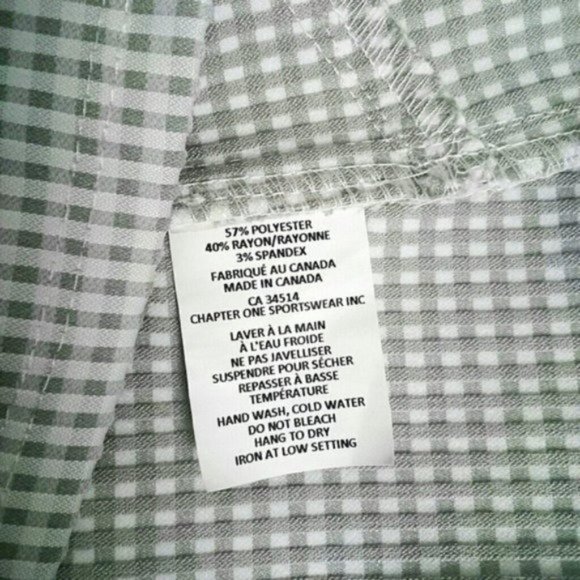 57% POLYESTER
40% RAYON/RAYONNE
3% SPANDEX
FABRIQUÉ AU CANADA
MADE IN CANADA
CA 34514
CHAPTER ONE SPORTSWEAR INC
LAVER À LA MAIN
À L'EAU FROIDE
NE PAS JAVELLISER
SUSPENDRE POUR SÉCHER
REPASSER À BASSE
TEMPÉRATURE
HAND WASH, COLD WATER
DO NOT BLEACH
HANG TO DRY
IRON AT LOW SETTING